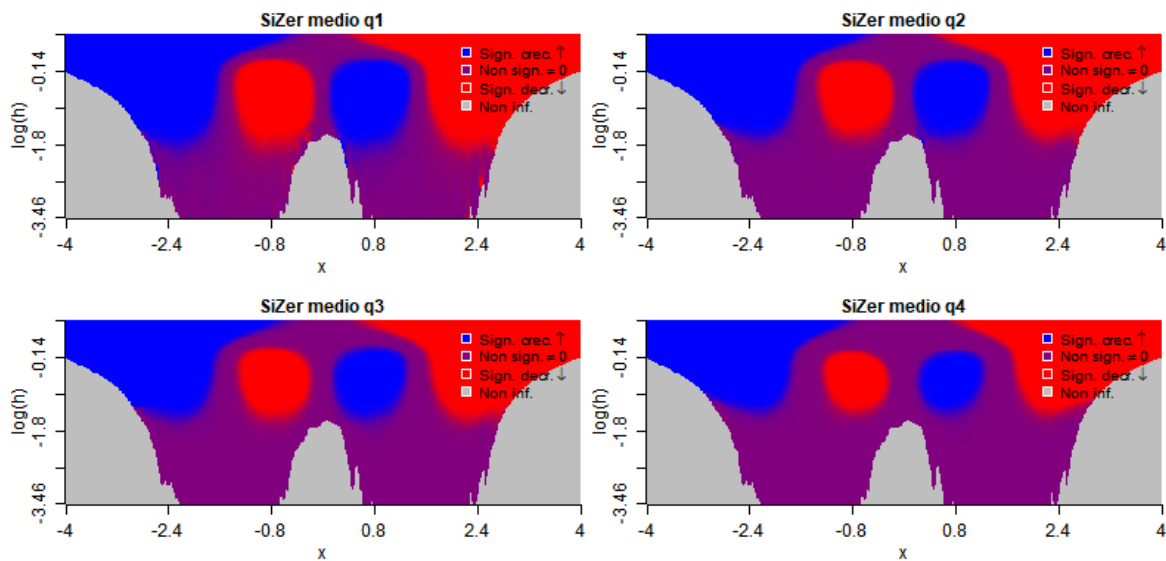 SiZer medio q1
Sign. crec.↑
Non sign. ≠ 0
Sign. decr.↓
Non inf.
log(h)
-0.14
-1.8
-3.46
-4 -2.4 -0.8 0.8 2.4 4
x
SiZer medio q2
Sign. crec.↑
Non sign. ≠ 0
Sign. decr.↓
Non inf.
log(h)
-0.14
-1.8
-3.46
-4 -2.4 -0.8 0.8 2.4 4
x
SiZer medio q3
Sign. crec.↑
Non sign. ≠ 0
Sign. decr.↓
Non inf.
log(h)
-0.14
-1.8
-3.46
-4 -2.4 -0.8 0.8 2.4 4
x
SiZer medio q4
Sign. crec.↑
Non sign. ≠ 0
Sign. decr.↓
Non inf.
log(h)
-0.14
-1.8
-3.46
-4 -2.4 -0.8 0.8 2.4 4
x